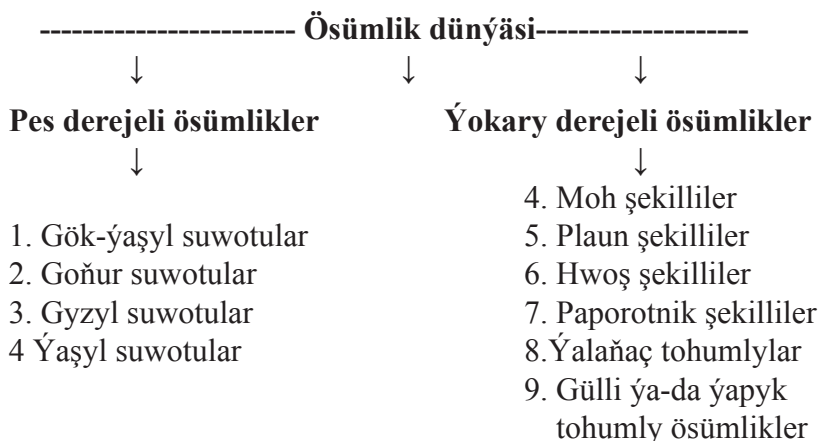 ------------------------ Ösümlik dünýäsi--------------------
↓ ↓ ↓
Pes derejeli ösümlikler Ýokary derejeli ösümlikler
↓ ↓
1. Gök-ýaşyl suwotular
2. Goňur suwotular
3. Gyzyl suwotular
4 Ýaşyl suwotular
4. Moh şekilliler
5. Plaun şekilliler
6. Hwoş şekilliler
7. Paporotnik şekilliler
8.Ýalaňaç tohumlylar
9. Gülli ýa-da ýapyk
tohumly ösümlikler